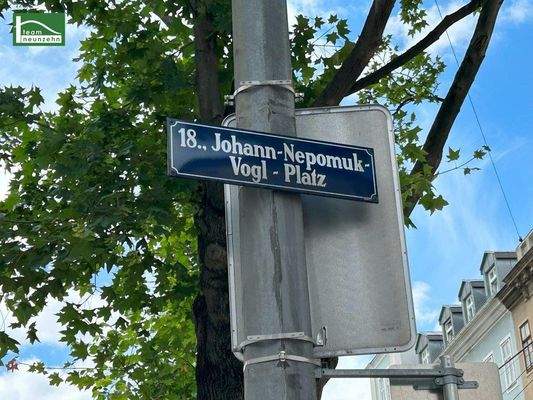 team
neunzehn
18., Johann-Nepomuk-
Vogl - Platz